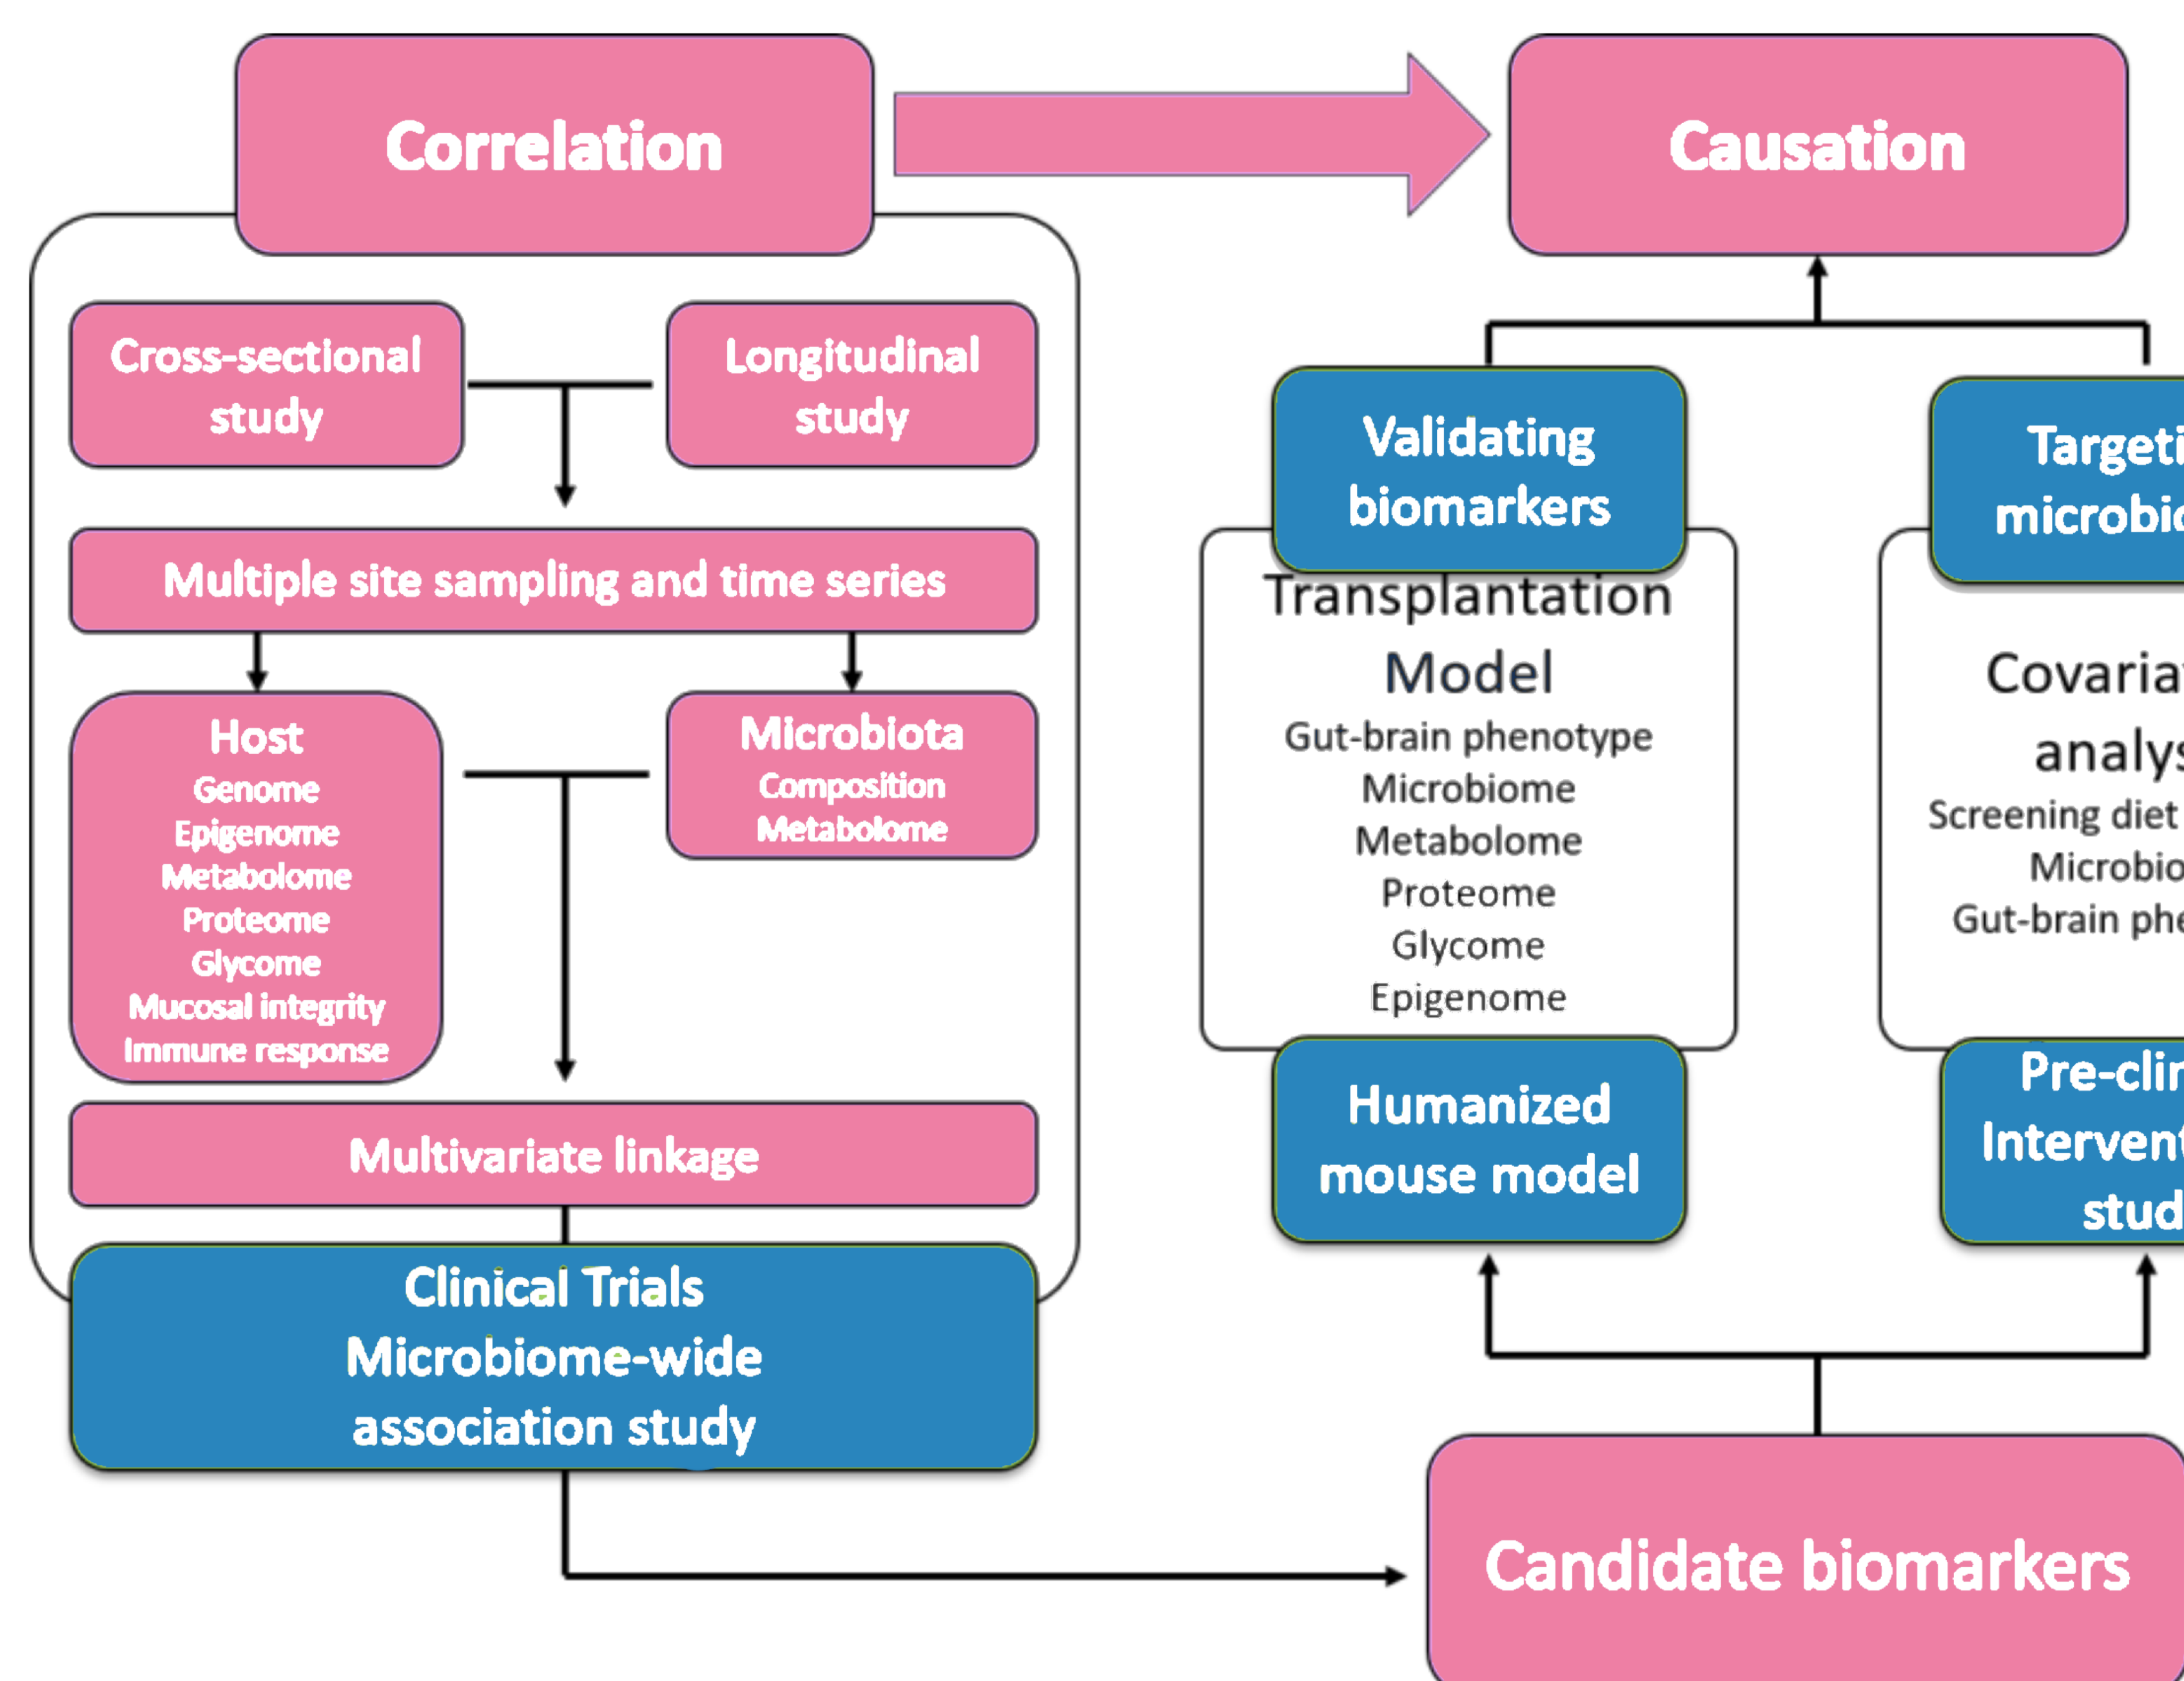 Correlation
Causation
Cross-sectional
study
Longitudinal
study
Multiple site sampling and time series
Host
Genome
Epigenome
Metabolome
Proteome
Glycome
Mucosal integrity
Immune response
Microbiota
Composition
Metabolome
Multivariate linkage
Clinical Trials
Microbiome-wide
association study
Validating
biomarkers
Transplantation
Model
Gut-brain phenotype
Microbiome
Metabolome
Proteome
Glycome
Epigenome
Humanized
mouse model
Screening diet
Gut-brain
Candidate biomarkers